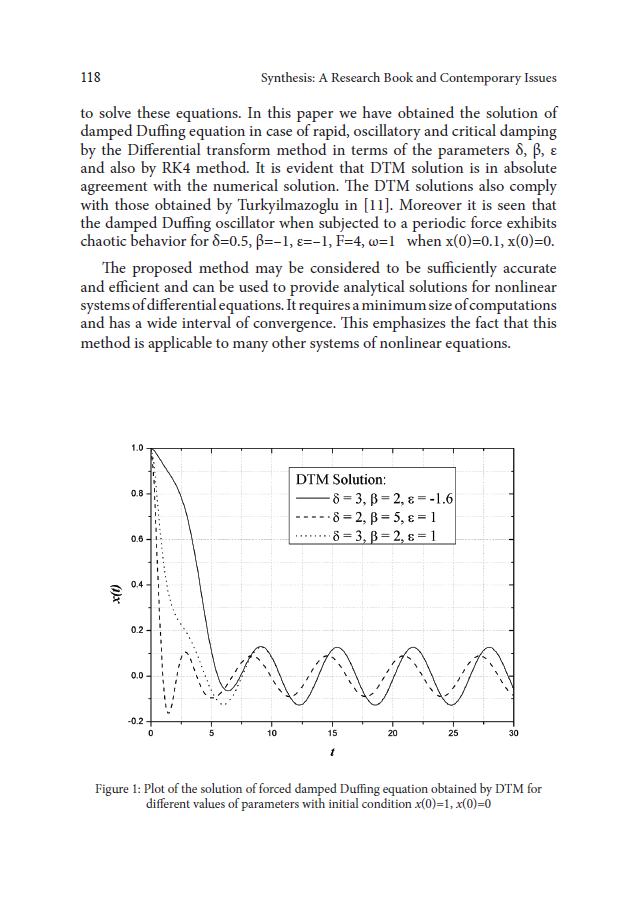 118
Synthesis: A Research Book and Contemporary Issues
to solve these equations. In this paper we have obtained the solution of
damped Duffing equation in case of rapid, oscillatory and critical damping
by the Differential transform method in terms of the parameters δ, β, ε
and also by RK4 method. It is evident that DTM solution is in absolute
agreement with the numerical solution. The DTM solutions also comply
with those obtained by Turkyilmazoglu in [11]. Moreover it is seen that
the damped Duffing oscillator when subjected to a periodic force exhibits
chaotic behavior for δ=0.5, β=–1, ε=–1, F=4, ω=1 when x(0)=0.1, x(0)=0.
The proposed method may be considered to be sufficiently accurate
and efficient and can be used to provide analytical solutions for nonlinear
systems of differential equations. It requires a minimum size of computations
and has a wide interval of convergence. This emphasizes the fact that this
method is applicable to many other systems of nonlinear equations.
1.0
0.8
0.6
0.4
0.2
0.0
-0.2
x(t)
DTM Solution:
δ = 3, β = 2, ε = -1.6
δ = 2, β = 5, ε = 1
δ = 3, β = 2, ε = 1
0 5 10 15 20 25 30
t
Figure 1: Plot of the solution of forced damped Duffing equation obtained by DTM for
different values of parameters with initial condition x(0)=1, x(0)=0